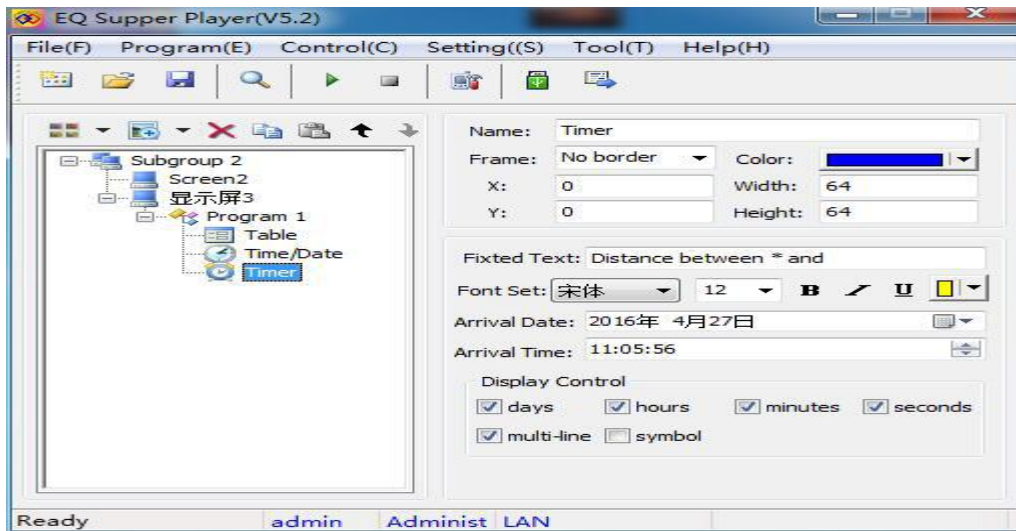 EQ Supper Player(V5.2)
File(F) Program(E) Control(C) Setting((S) Tool(T) Help(H)
Subgroup 2
Screen2
显示屏3
Program 1
Table
Time/Date
Timer
Name: Timer
Frame: No border Color:
X: 0 Width: 64
Y: 0 Height: 64
Fixted Text: Distance between * and
Font Set: 宋体 12 B I U
Arrival Date: 2016年 4月27日
Arrival Time: 11:05:56
Display Control
days hours minutes seconds
multi-line symbol
Ready admin Administ LAN